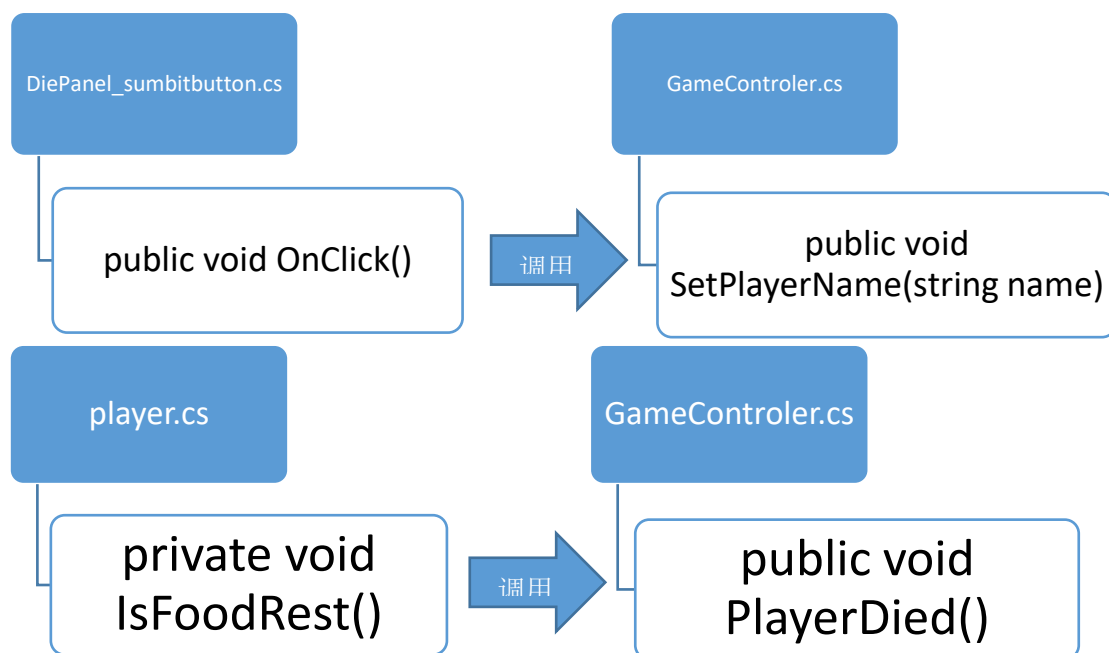 DiePanel_sumbitbutton.cs
GameControler.cs
public void OnClick()
调用
public void
SetPlayerName(string name)
player.cs
GameControler.cs
private void
IsFoodRest()
调用
public void
PlayerDied()